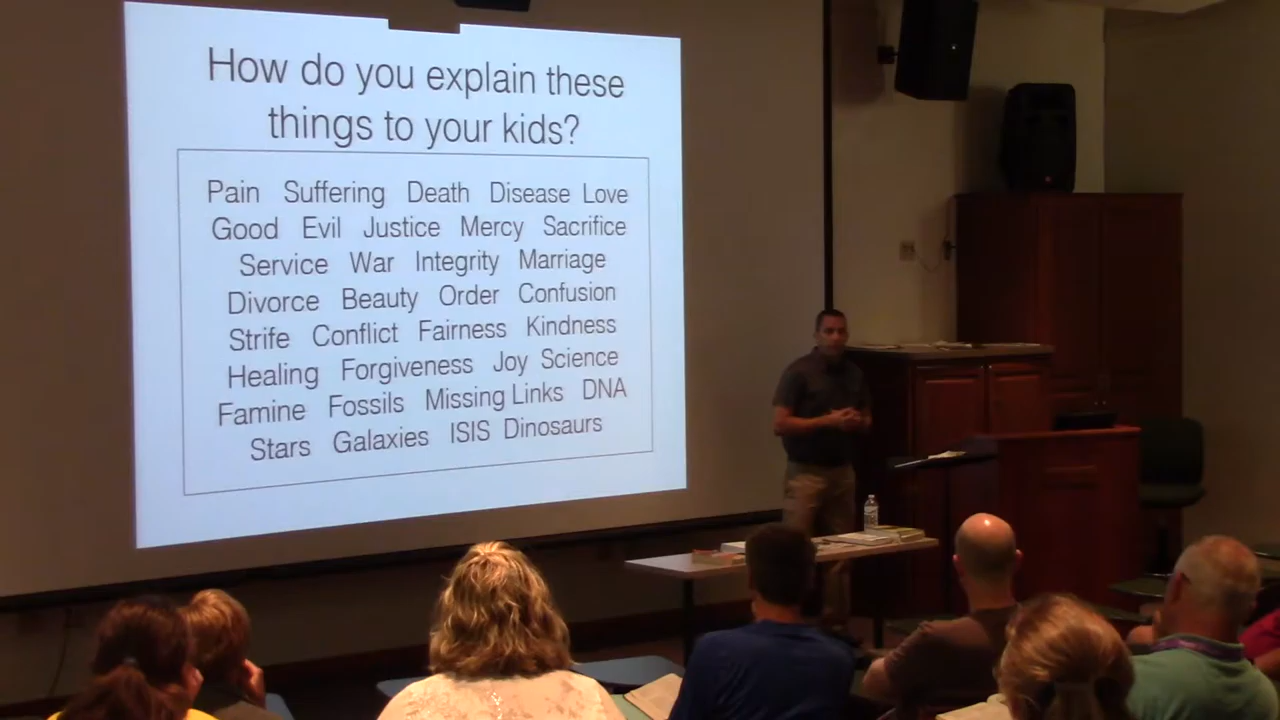 How do you explain these
things to your kids?
Pain Suffering Death Disease Love
Good Evil Justice Mercy Sacrifice
Service War Integrity Marriage
Divorce Beauty Order Confusion
Strife Conflict Fairness Kindness
Healing Forgiveness Joy Science
Famine Fossils Missing Links DNA
Stars Galaxies ISIS Dinosaurs